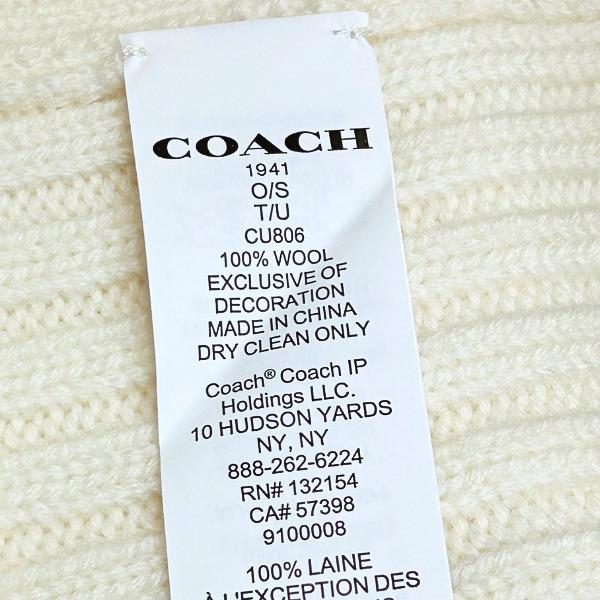 COACH
1941
O/S
T/U
CU806
100% WOOL
EXCLUSIVE OF
DECORATION
MADE IN CHINA
DRY CLEAN ONLY
Coach® Coach IP
Holdings LLC.
10 HUDSON YARDS
NY, NY
888-262-6224
RN# 132154
CA# 57398
9100008
100% LAINE
À L'EXCEPTION DES